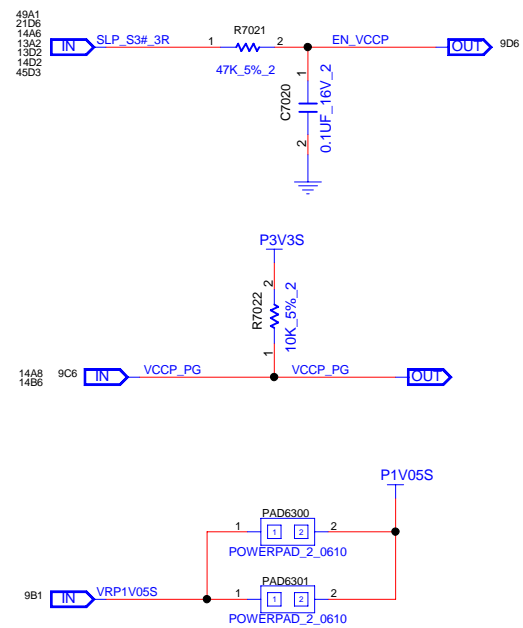 49A1
21D6
14A6
13A2
13D2
14D2
45D3
IN
SLP_S3#_3R
1
R7021
2
47K_5%_2
EN_VCCP
OUT
9D6
1
C7020
0.1UF_16V_2
2
P3V3S
2
R7022
10K_5%_2
1
14A8
14B6
9C6
IN
VCCP_PG
VCCP_PG
OUT
P1V05S
PAD6300
1
1
2
2
POWERPAD_2_0610
9B1
IN
VRP1V05S
PAD6301
1
1
2
2
POWERPAD_2_0610